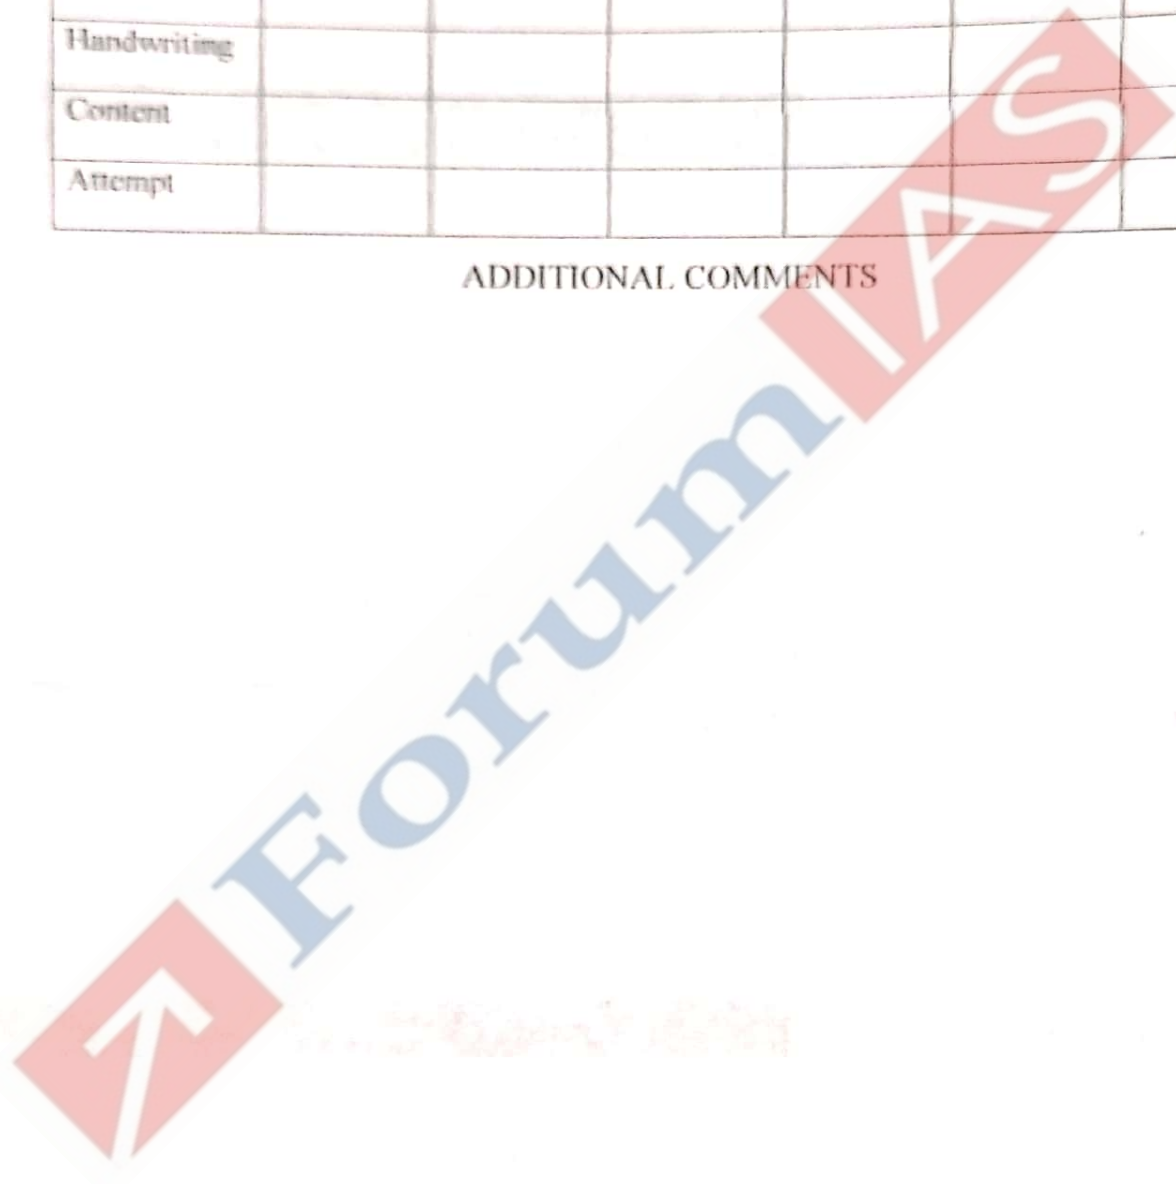 Handwriting
Content
Attempt
ADDITIONAL COMMENTS
ForumIAS